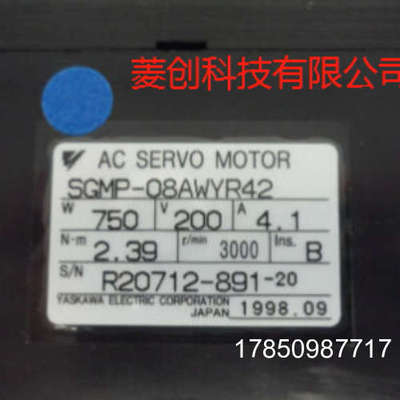 菱创科技有限公司
AC SERVO MOTOR
SGMP-08AWYR42
W 750 V 200 A 4.1
N-m 2.39 r/min 3000 Ins. B
S/N R20712-891-20
YASKAWA ELECTRIC CORPORATION
JAPAN 1998.09
17850987717